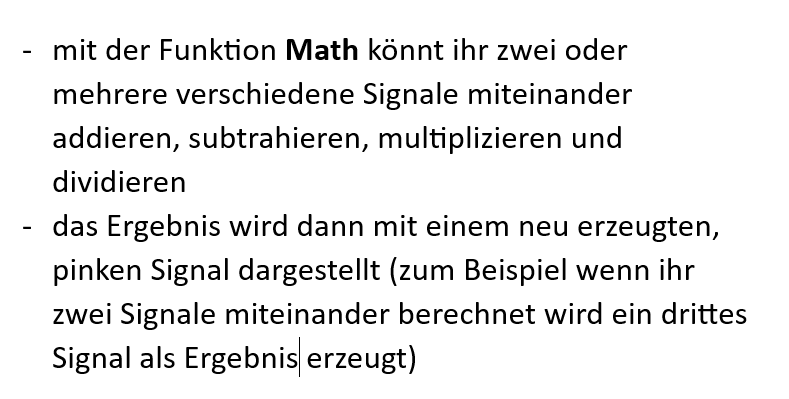 - mit der Funktion Math könnt ihr zwei oder
mehrere verschiedene Signale miteinander
addieren, subtrahieren, multiplizieren und
dividieren
- das Ergebnis wird dann mit einem neu erzeugten,
pinken Signal dargestellt (zum Beispiel wenn ihr
zwei Signale miteinander berechnet wird ein drittes
Signal als Ergebnis erzeugt)